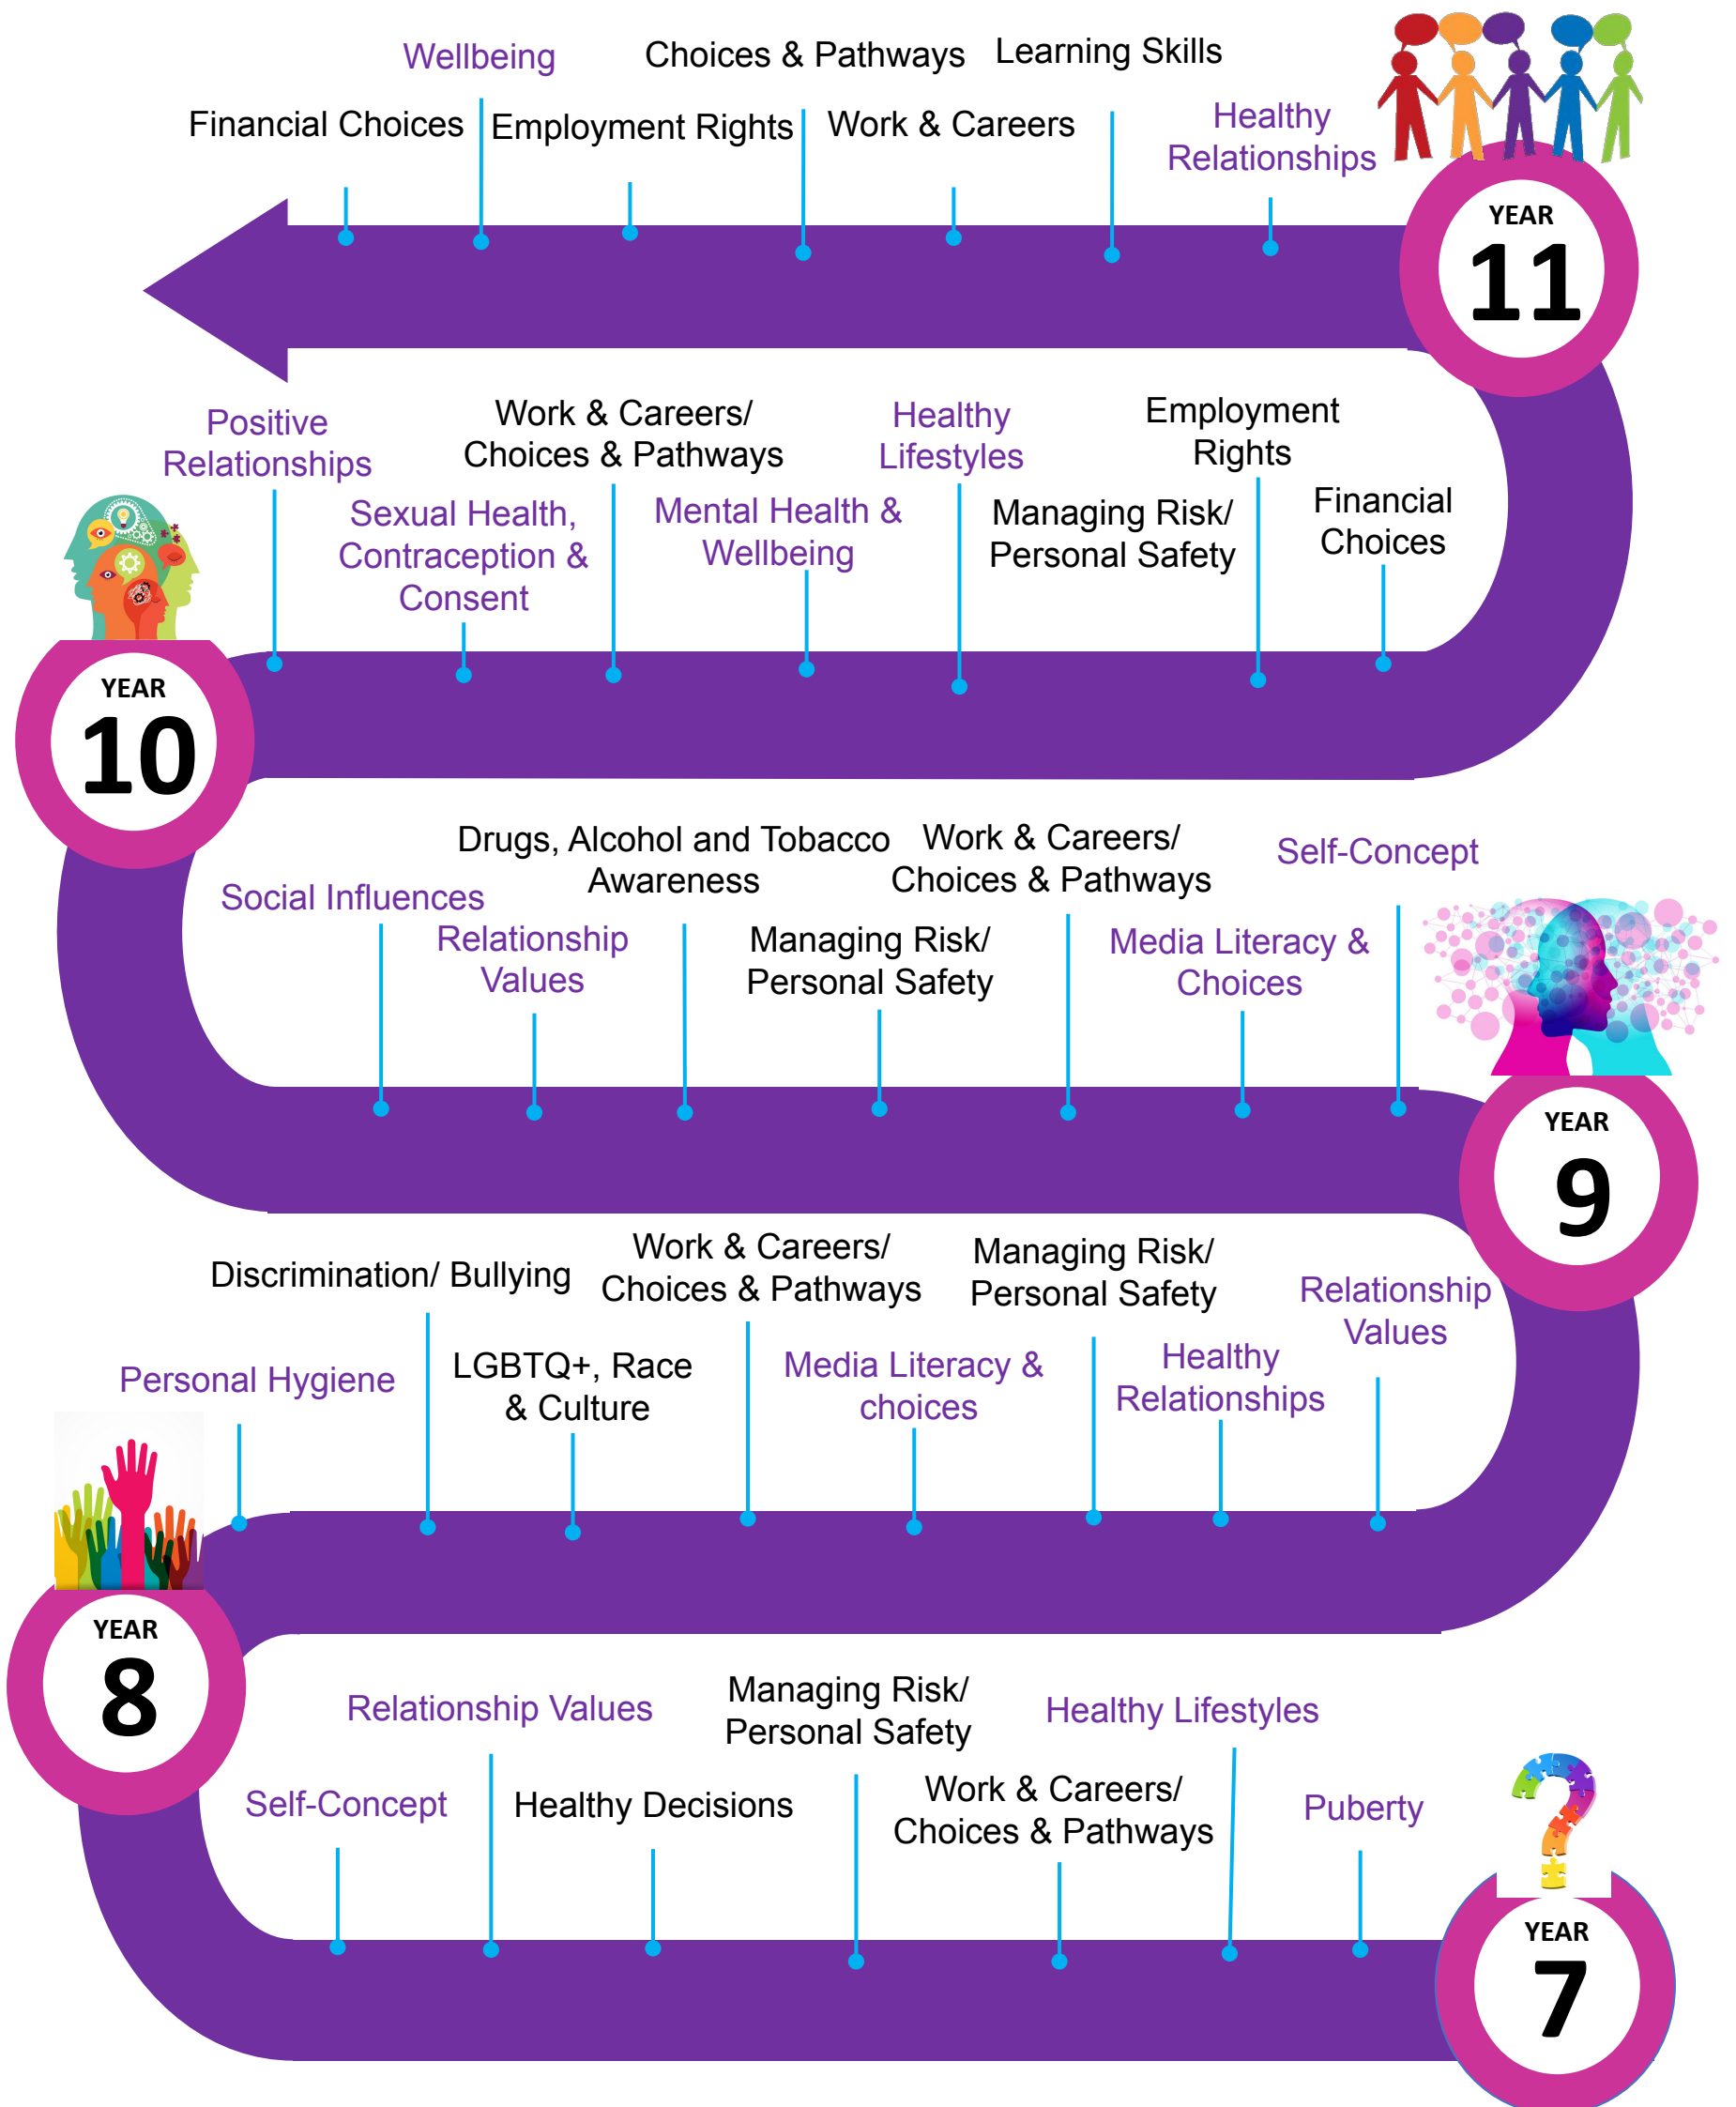 Wellbeing
Choices & Pathways
Learning Skills
Financial Choices
Employment Rights
Work & Careers
Healthy
Relationships
YEAR
11
Positive
Relationships
Work & Careers/
Choices & Pathways
Healthy
Lifestyles
Employment
Rights
Sexual Health,
Contraception &
Consent
Mental Health &
Wellbeing
Managing Risk/
Personal Safety
Financial
Choices
YEAR
10
Drugs, Alcohol and Tobacco
Awareness
Work & Careers/
Choices & Pathways
Self-Concept
Social Influences
Relationship
Values
Managing Risk/
Personal Safety
Media Literacy &
Choices
YEAR
9
Discrimination/ Bullying
Work & Careers/
Choices & Pathways
Managing Risk/
Personal Safety
Relationship
Values
Personal Hygiene
LGBTQ+, Race
& Culture
Media Literacy &
choices
Healthy
Relationships
YEAR
8
Relationship Values
Managing Risk/
Personal Safety
Healthy Lifestyles
Self-Concept
Healthy Decisions
Work & Careers/
Choices & Pathways
Puberty
YEAR
7